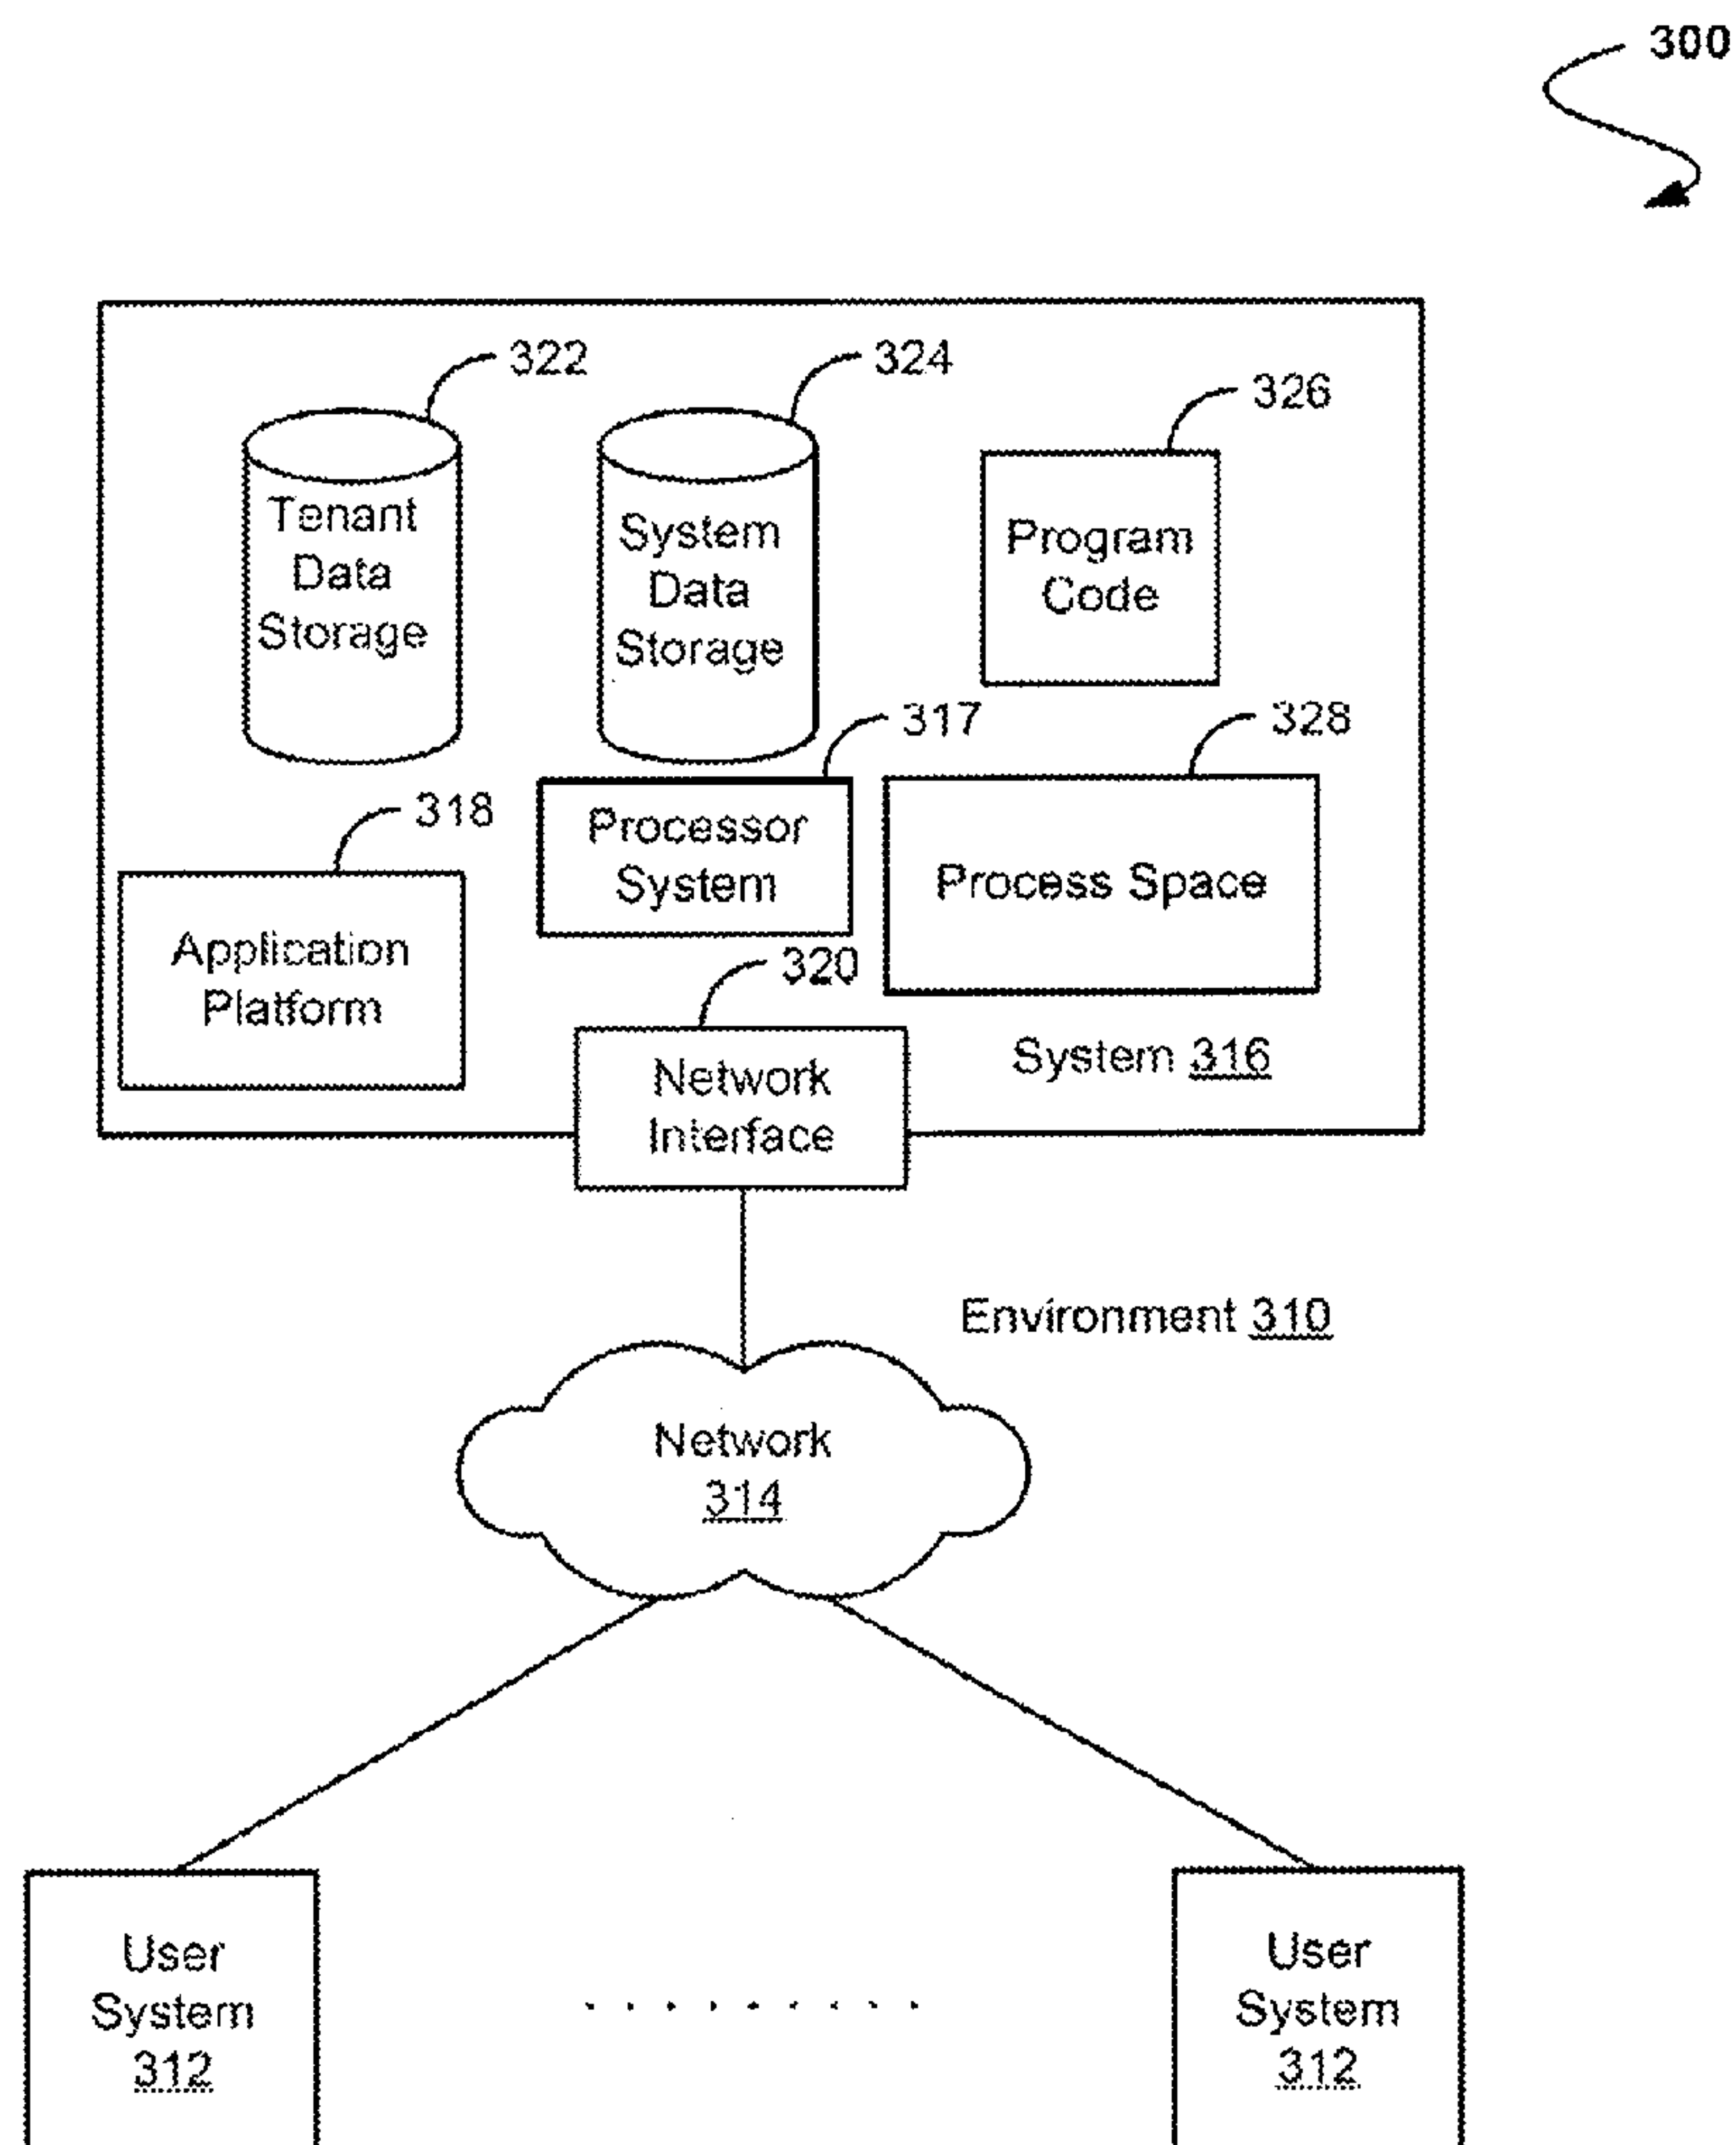 300
322
324
326
Tenant
Data
Storage
System
Data
Storage
Program
Code
317
328
318
Processor
System
Process Space
Application
Platform
320
Network
Interface
System 316
Environment 310
Network
314
User
System
312
. . . . . . . . .
User
System
312